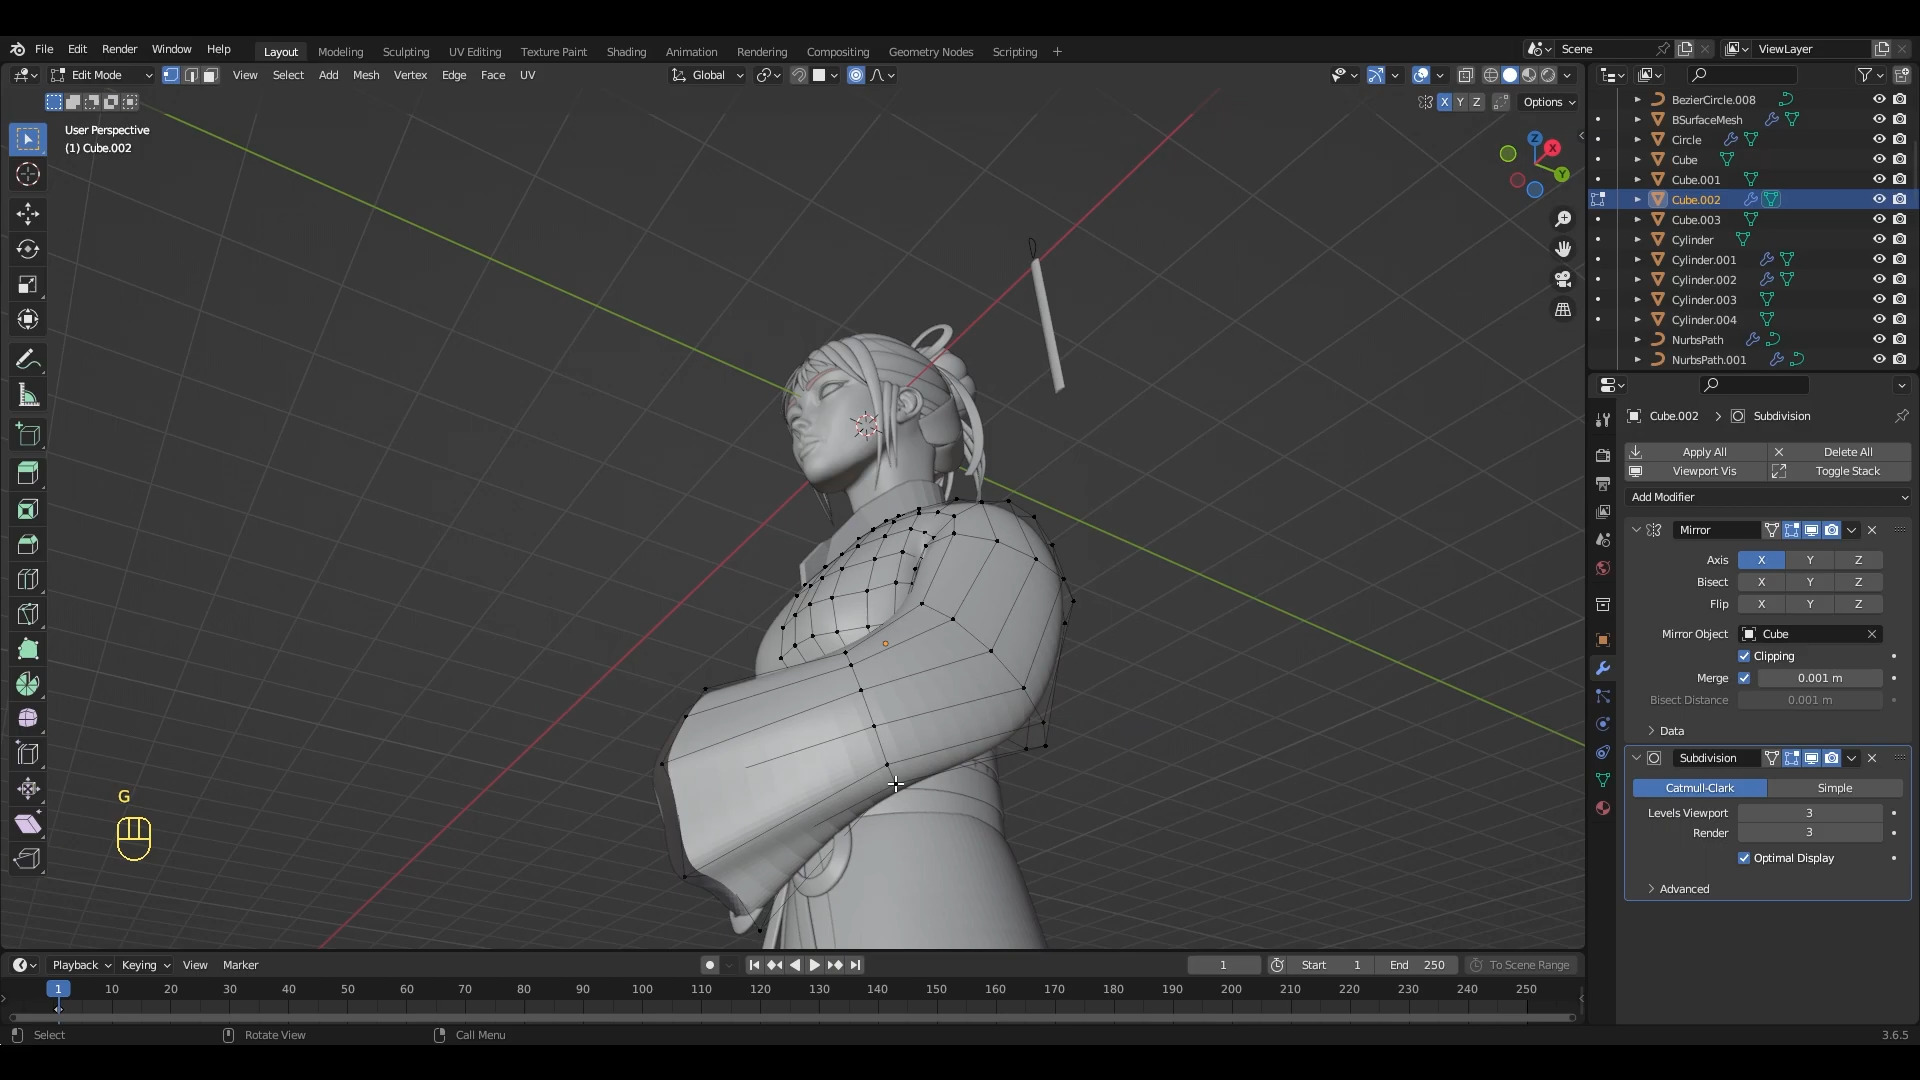 File Edit Render Window Help Layout Modeling Sculpting UV Editing Texture Paint Shading Animation Rendering Compositing Geometry Nodes Scripting + Scene ViewLayer
Edit Mode View Select Add Mesh Vertex Edge Face UV Global
X Y Z Options
User Perspective
(1) Cube.002
Z X Y
G
BezierCircle.008
BSurfaceMesh
Circle
Cube
Cube.001
Cube.002
Cube.003
Cylinder
Cylinder.001
Cylinder.002
Cylinder.003
Cylinder.004
NurbsPath
NurbsPath.001
Cube.002 > Subdivision
Apply All Delete All
Viewport Vis Toggle Stack
Add Modifier
Mirror
Axis X Y Z
Bisect X Y Z
Flip X Y Z
Mirror Object Cube
Clipping
Merge 0.001 m
Bisect Distance 0.001 m
Data
Subdivision
Catmull-Clark Simple
Levels Viewport 3
Render 3
Optimal Display
Advanced
Playback Keying View Marker 1 Start 1 End 250 To Scene Range
1 10 20 30 40 50 60 70 80 90 100 110 120 130 140 150 160 170 180 190 200 210 220 230 240 250
Select Rotate View Call Menu 3.6.5